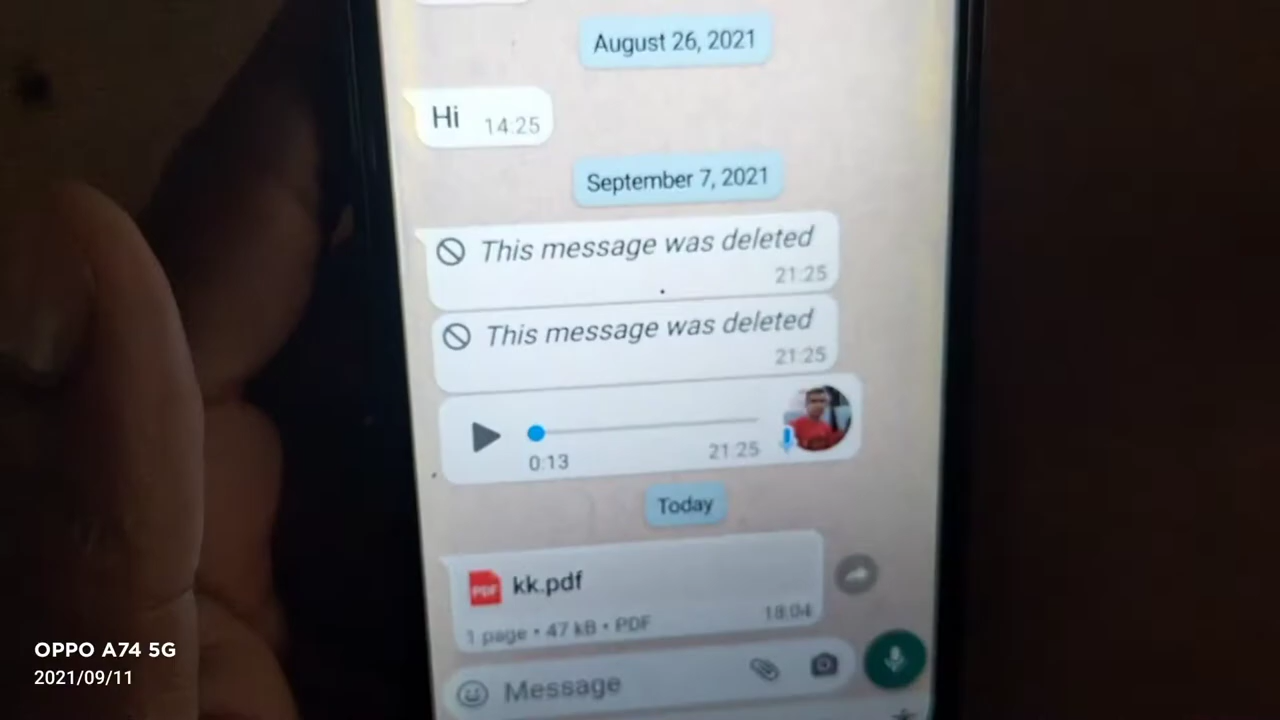 August 26, 2021
Hi 14:25
September 7, 2021
This message was deleted
21:25
This message was deleted
21:25
0:13 21:25
Today
PDF kk.pdf
1 page • 47 kB • PDF 18:04
Message
OPPO A74 5G
2021/09/11